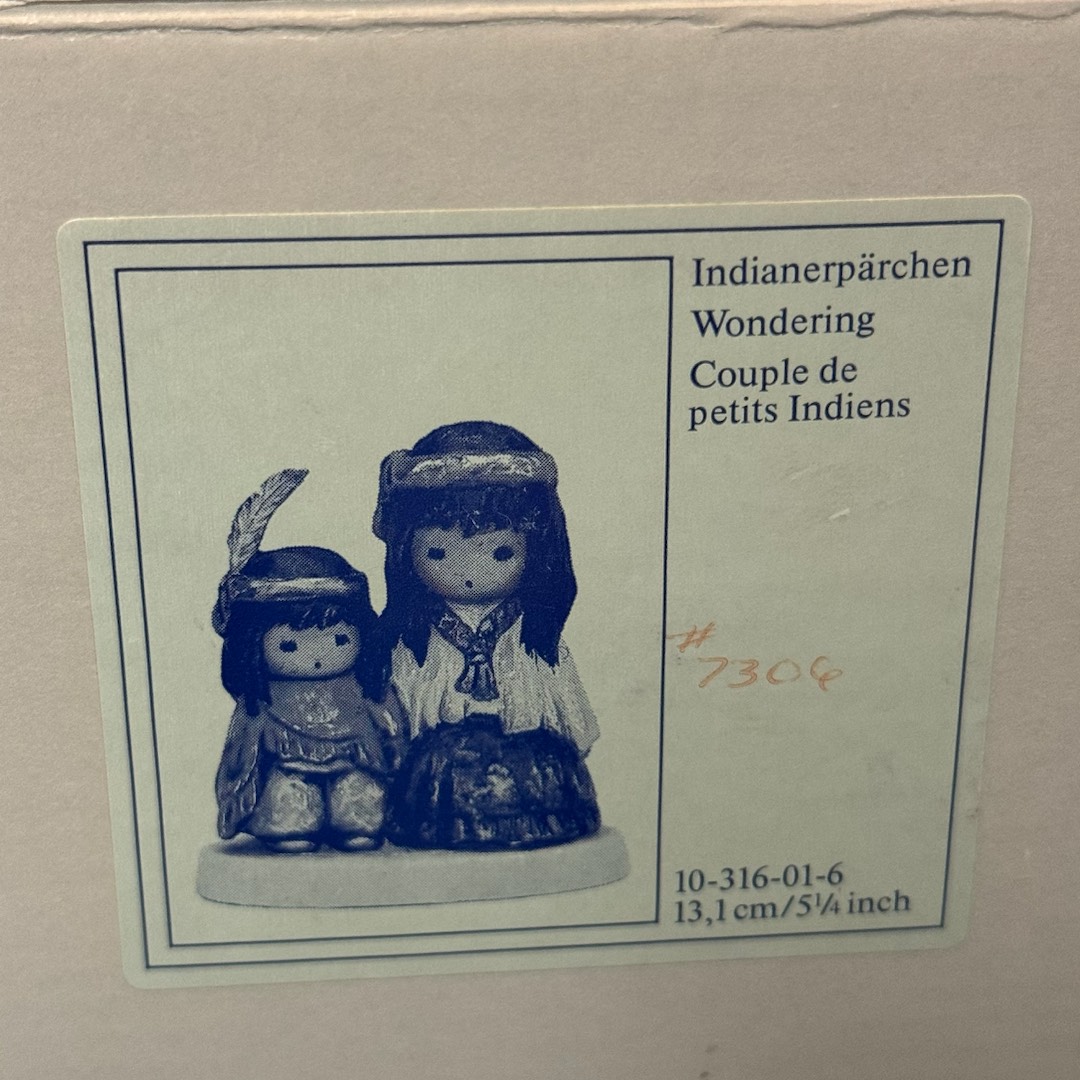 Indianerpärchen
Wondering
Couple de
petits Indiens
#
7306
10-316-01-6
13,1 cm/5¼ inch